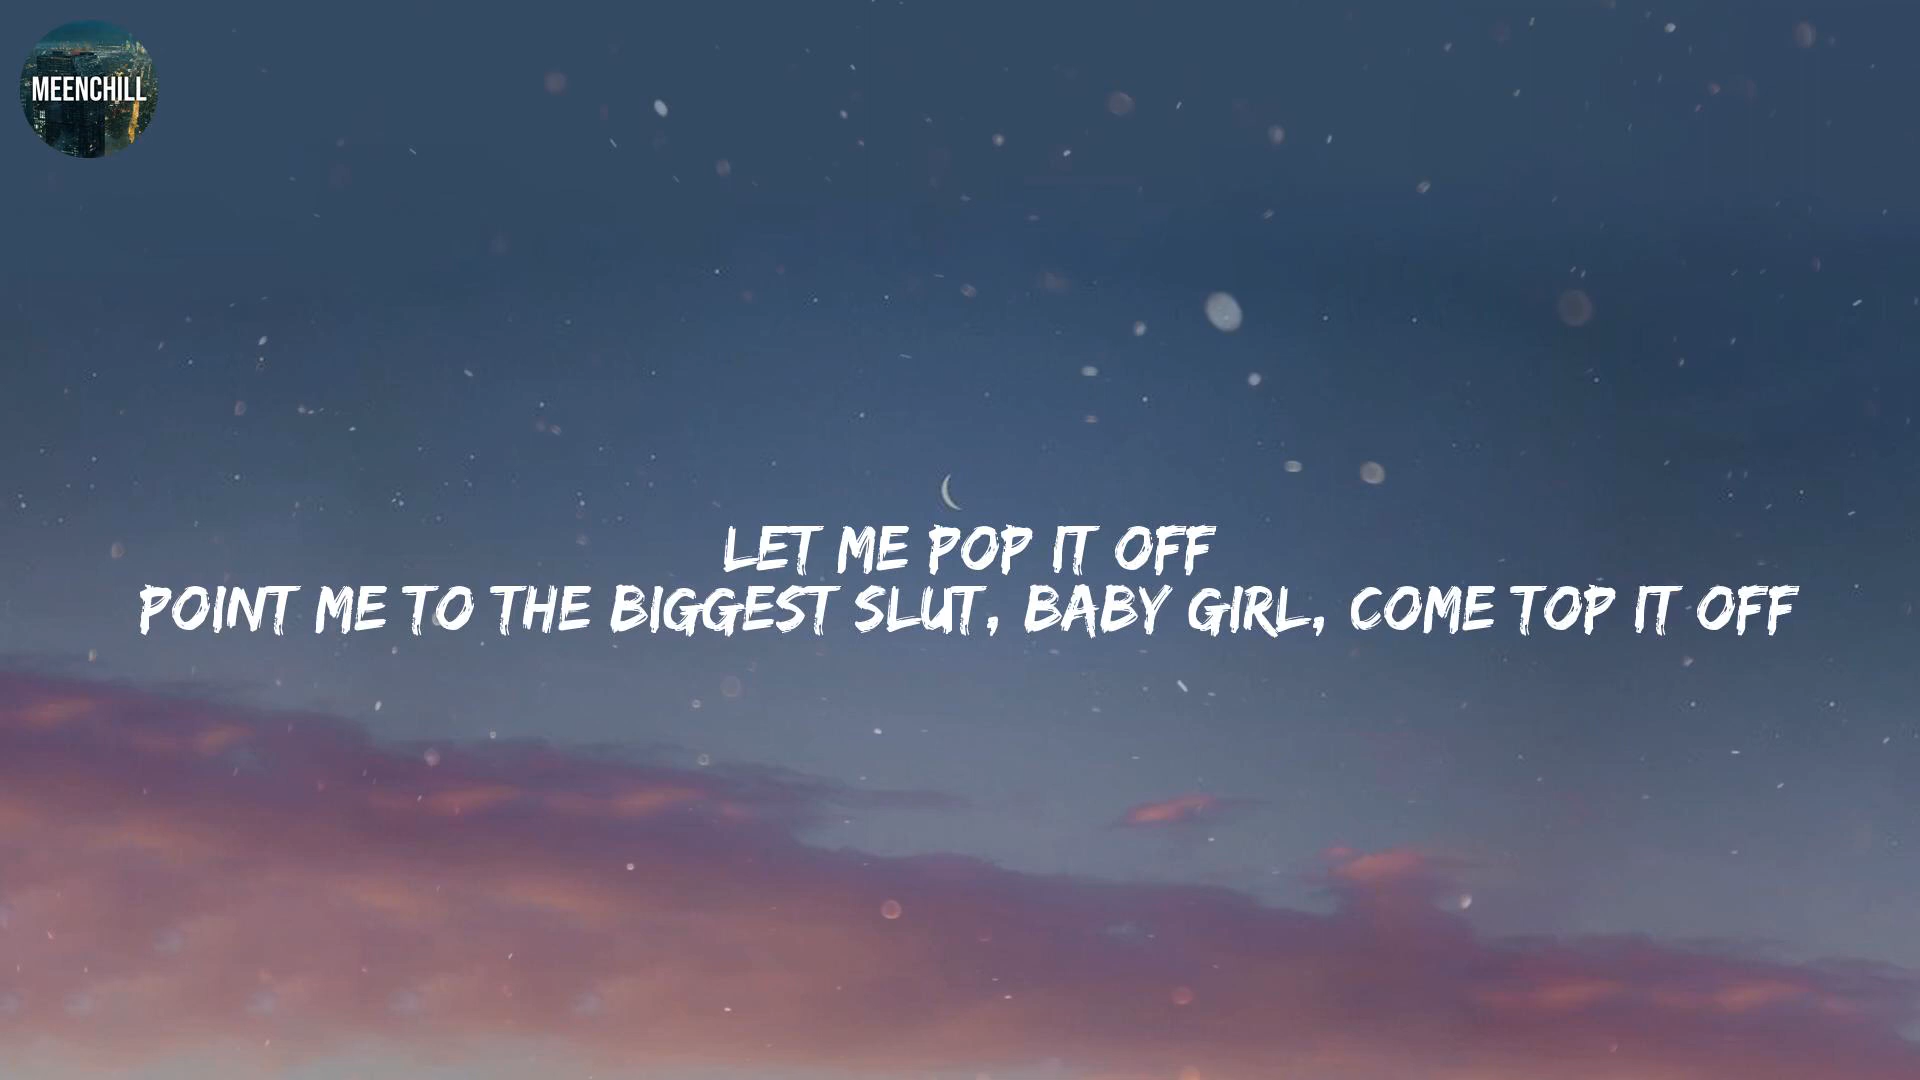 MEENCHILL
LET ME POP IT OFF
POINT ME TO THE BIGGEST SLUT, BABY GIRL, COME TOP IT OFF